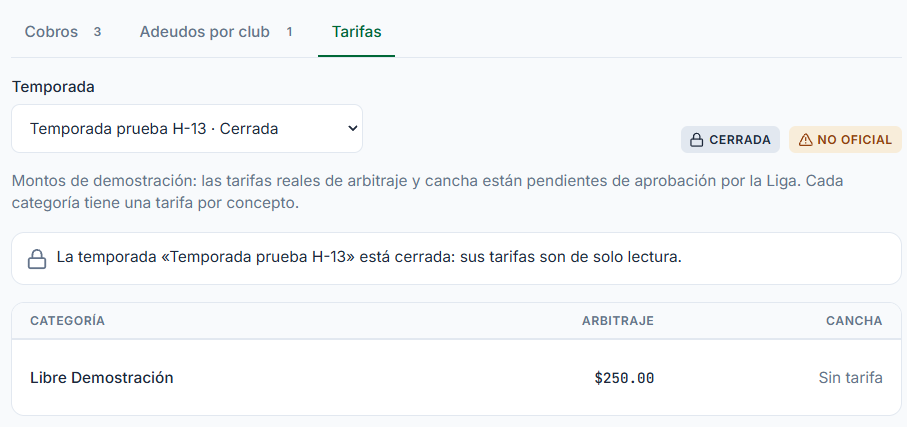 Cobros 3 Adeudos por club 1 Tarifas
Temporada
Temporada prueba H-13 · Cerrada
CERRADA NO OFICIAL
Montos de demostración: las tarifas reales de arbitraje y cancha están pendientes de aprobación por la Liga. Cada
categoría tiene una tarifa por concepto.
La temporada «Temporada prueba H-13» está cerrada: sus tarifas son de solo lectura.
CATEGORÍA ARBITRAJE CANCHA
Libre Demostración $250.00 Sin tarifa